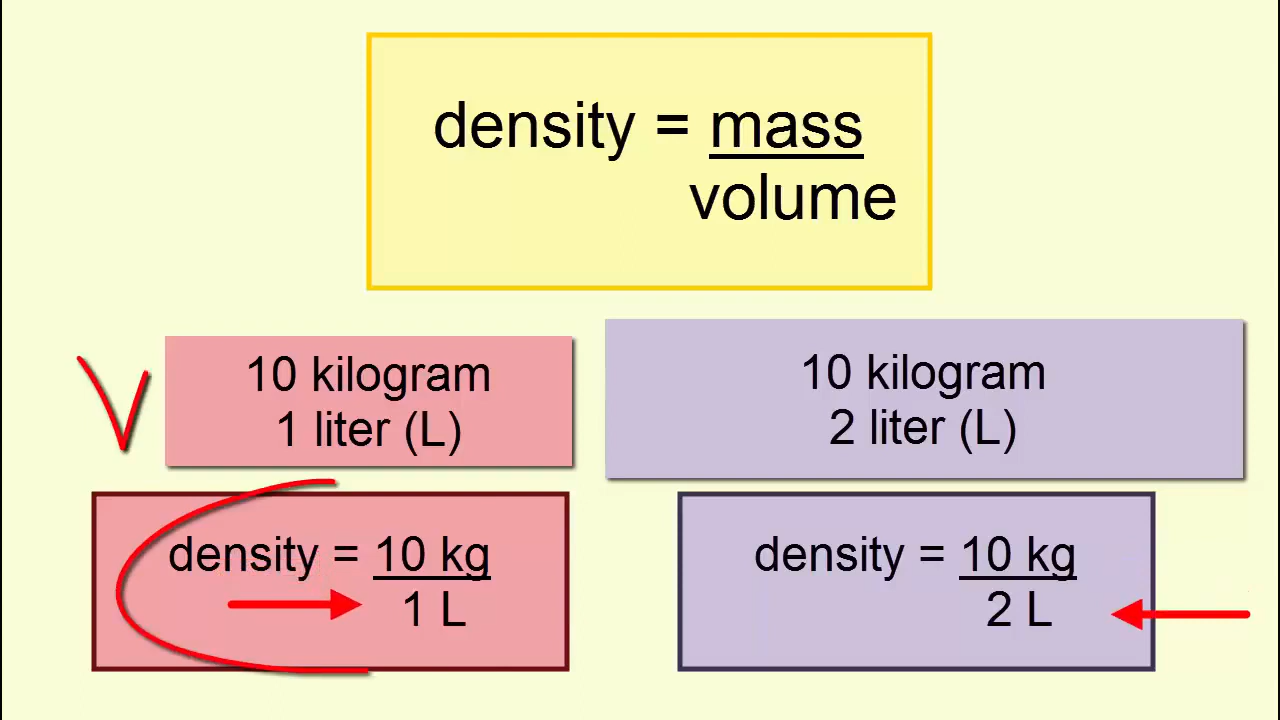 density = mass
volume
10 kilogram
1 liter (L)
10 kilogram
2 liter (L)
density = 10 kg
1 L
density = 10 kg
2 L